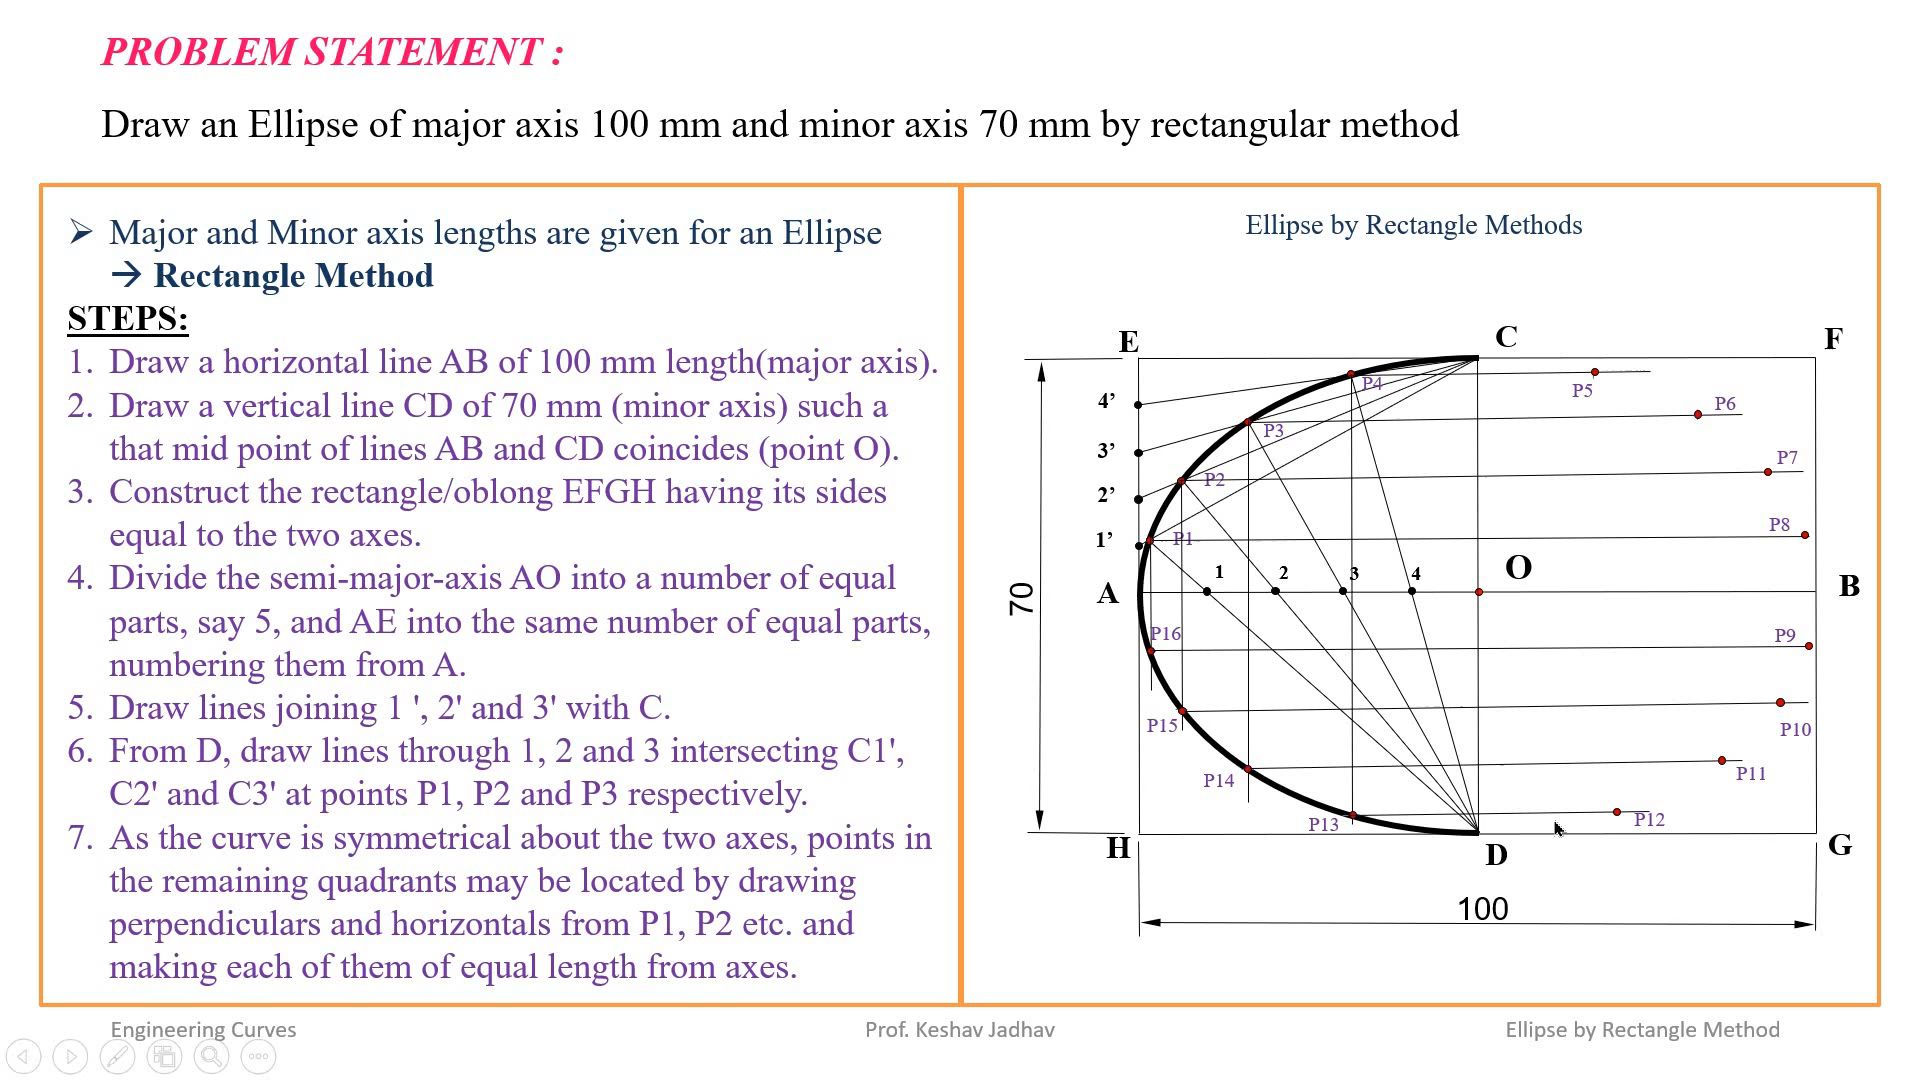 PROBLEM STATEMENT :
Draw an Ellipse of major axis 100 mm and minor axis 70 mm by rectangular method
➢ Major and Minor axis lengths are given for an Ellipse
→ Rectangle Method
STEPS:
1. Draw a horizontal line AB of 100 mm length(major axis).
2. Draw a vertical line CD of 70 mm (minor axis) such a
that mid point of lines AB and CD coincides (point O).
3. Construct the rectangle/oblong EFGH having its sides
equal to the two axes.
4. Divide the semi-major-axis AO into a number of equal
parts, say 5, and AE into the same number of equal parts,
numbering them from A.
5. Draw lines joining 1 ', 2' and 3' with C.
6. From D, draw lines through 1, 2 and 3 intersecting C1',
C2' and C3' at points P1, P2 and P3 respectively.
7. As the curve is symmetrical about the two axes, points in
the remaining quadrants may be located by drawing
perpendiculars and horizontals from P1, P2 etc. and
making each of them of equal length from axes.
Ellipse by Rectangle Methods
E
C
F
P4
P5
4’
P6
P3
3’
P7
P2
2’
P8
P1
1’
1
2
3
4
O
A
B
70
P16
P9
P15
P10
P14
P11
P13
P12
H
D
G
100
Engineering Curves
Prof. Keshav Jadhav
Ellipse by Rectangle Method